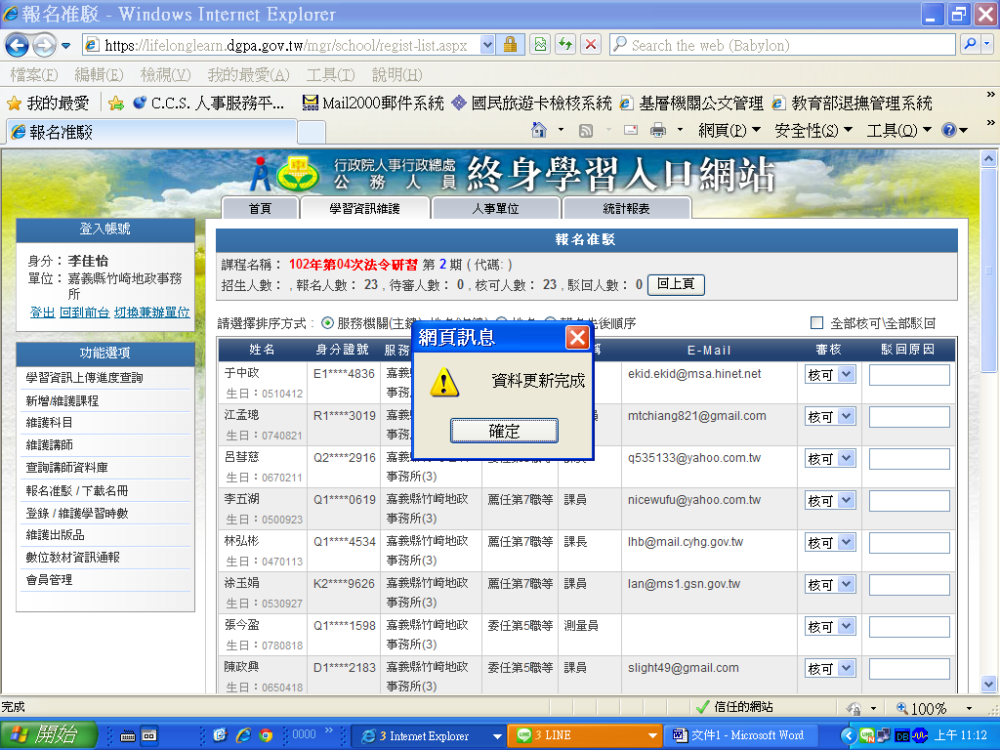 報名准駁 - Windows Internet Explorer
https://lifelonglearn.dgpa.gov.tw/mgr/school/regist-list.aspx
Search the web (Babylon)
檔案(F) 編輯(E) 檢視(V) 我的最愛(A) 工具(T) 說明(H)
我的最愛 C.C.S. 人事服務平... Mail2000郵件系統 國民旅遊卡檢核系統 基層機關公文管理 教育部退撫管理系統 »
報名准駁
網頁(P) 安全性(S) 工具(O) »
行政院人事行政總處
公務人員
終身學習入口網站
首頁 學習資訊維護 人事單位 統計報表
登入帳號
身分：李佳怡
單位：嘉義縣竹崎地政事務
所
登出 回到前台 切換兼辦單位
功能選項
學習資訊上傳進度查詢
新增/維護課程
維護科目
維護講師
查詢講師資料庫
報名准駁 / 下載名冊
登錄 / 維護學習時數
維護出版品
數位教材資訊通報
會員管理
報名准駁
課程名稱： 102年第04次法令研習 第 2 期 ( 代碼: )
招生人數： , 報名人數： 23 , 待審人數： 0 , 核可人數： 23 , 駁回人數： 0 回上頁
請選擇排序方式： 服務機關(主鍵)
後順序
全部核可\全部駁回
姓名 身分證號 服務 E-Mail 審核 駁回原因
于中政 E1****4836 嘉義 ekid.ekid@msa.hinet.net 核可
生日：0510412 事務
江孟璁 R1****3019 嘉義 mtchiang821@gmail.com 核可
生日：0740821 事務
呂彗慈 Q2****2916 嘉義 q535133@yahoo.com.tw 核可
生日：0670211 事務所(3)
李五湖 Q1****0619 嘉義縣竹崎地政 薦任第7職等 課員 nicewufu@yahoo.com.tw 核可
生日：0500923 事務所(3)
林弘彬 Q1****4534 嘉義縣竹崎地政 薦任第7職等 課長 lhb@mail.cyhg.gov.tw 核可
生日：0470113 事務所(3)
徐玉娟 K2****9626 嘉義縣竹崎地政 薦任第7職等 課員 lan@ms1.gsn.gov.tw 核可
生日：0530927 事務所(3)
張今盈 Q1****1598 嘉義縣竹崎地政 委任第5職等 測量員 核可
生日：0780818 事務所(3)
陳政典 D1****2183 嘉義縣竹崎地政 委任第5職等 課員 slight49@gmail.com 核可
生日：0650418 事務所(3)
網頁訊息
資料更新完成
確定
完成 信任的網站 100%
開始 0000 » 3 Internet Explorer 3 LINE 文件1 - Microsoft Word 上午 11:12